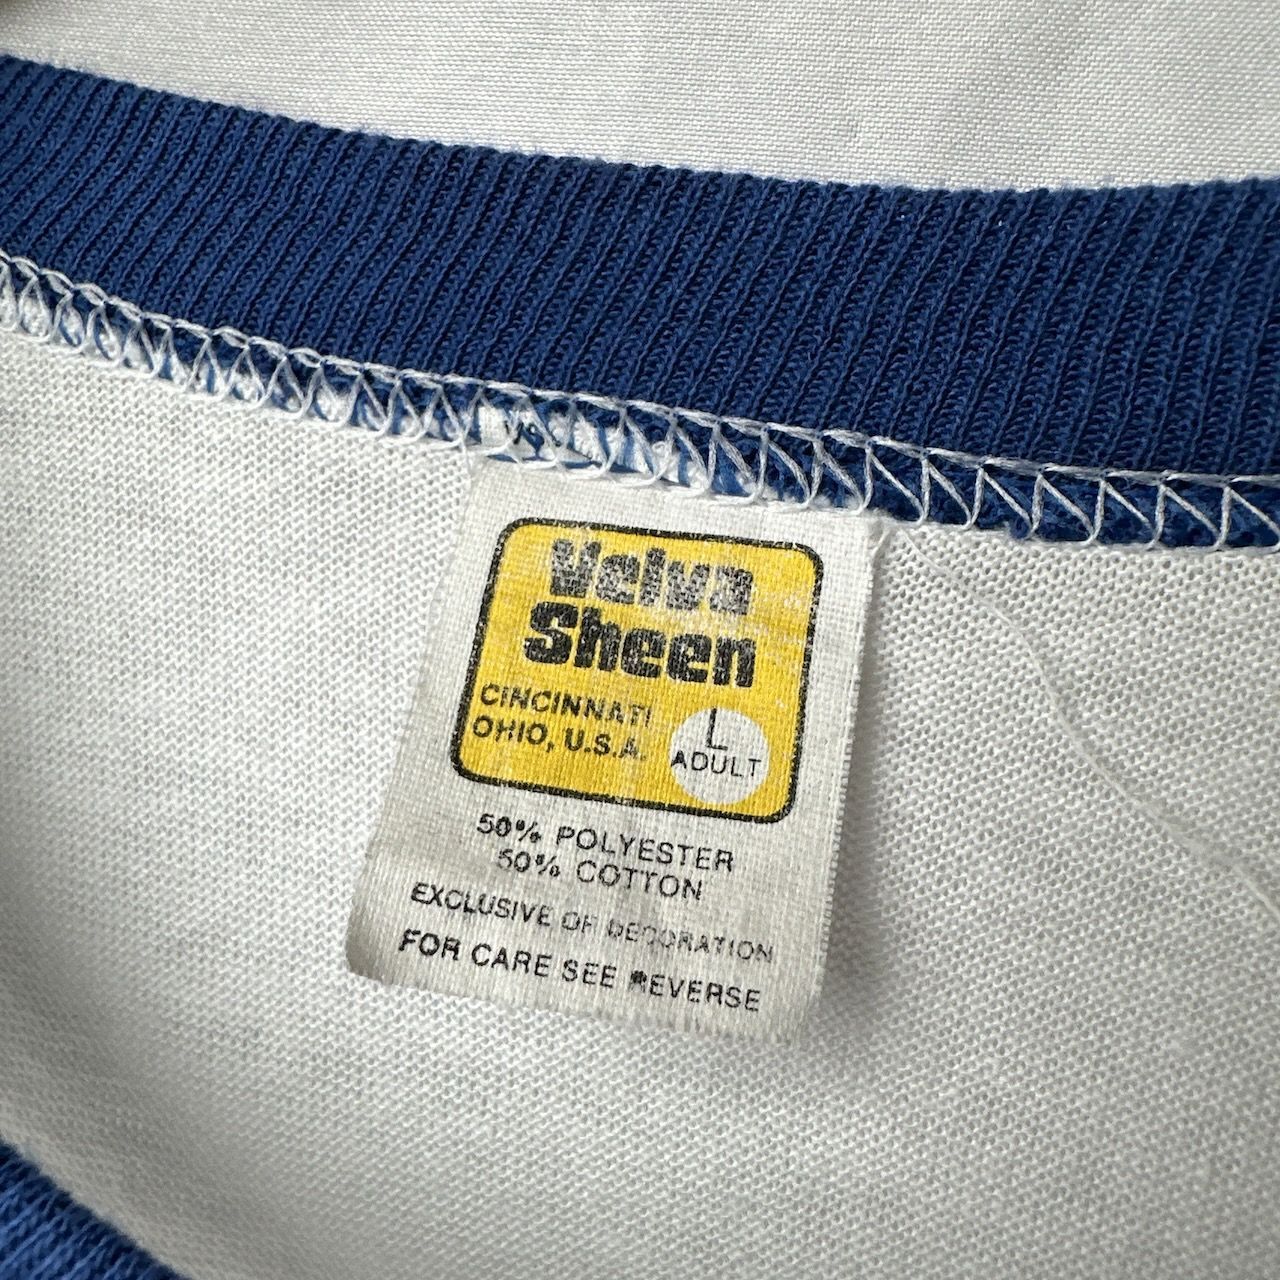 Velva
Sheen
CINCINNATI
OHIO, U.S.A.
L
ADULT
50% POLYESTER
50% COTTON
EXCLUSIVE OF DECORATION
FOR CARE SEE REVERSE